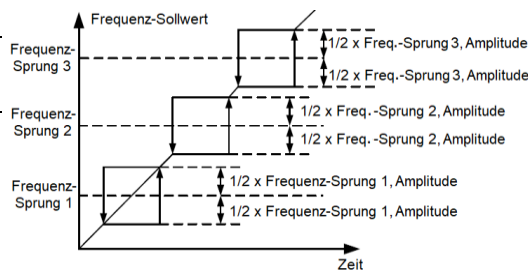 Frequenz-Sollwert
Frequenz-
Sprung 3
1/2 x Freq.-Sprung 3, Amplitude
1/2 x Freq.-Sprung 3, Amplitude
Frequenz-
Sprung 2
1/2 x Freq. -Sprung 2, Amplitude
1/2 x Freq. -Sprung 2, Amplitude
Frequenz-
Sprung 1
1/2 x Frequenz-Sprung 1, Amplitude
1/2 x Frequenz-Sprung 1, Amplitude
Zeit